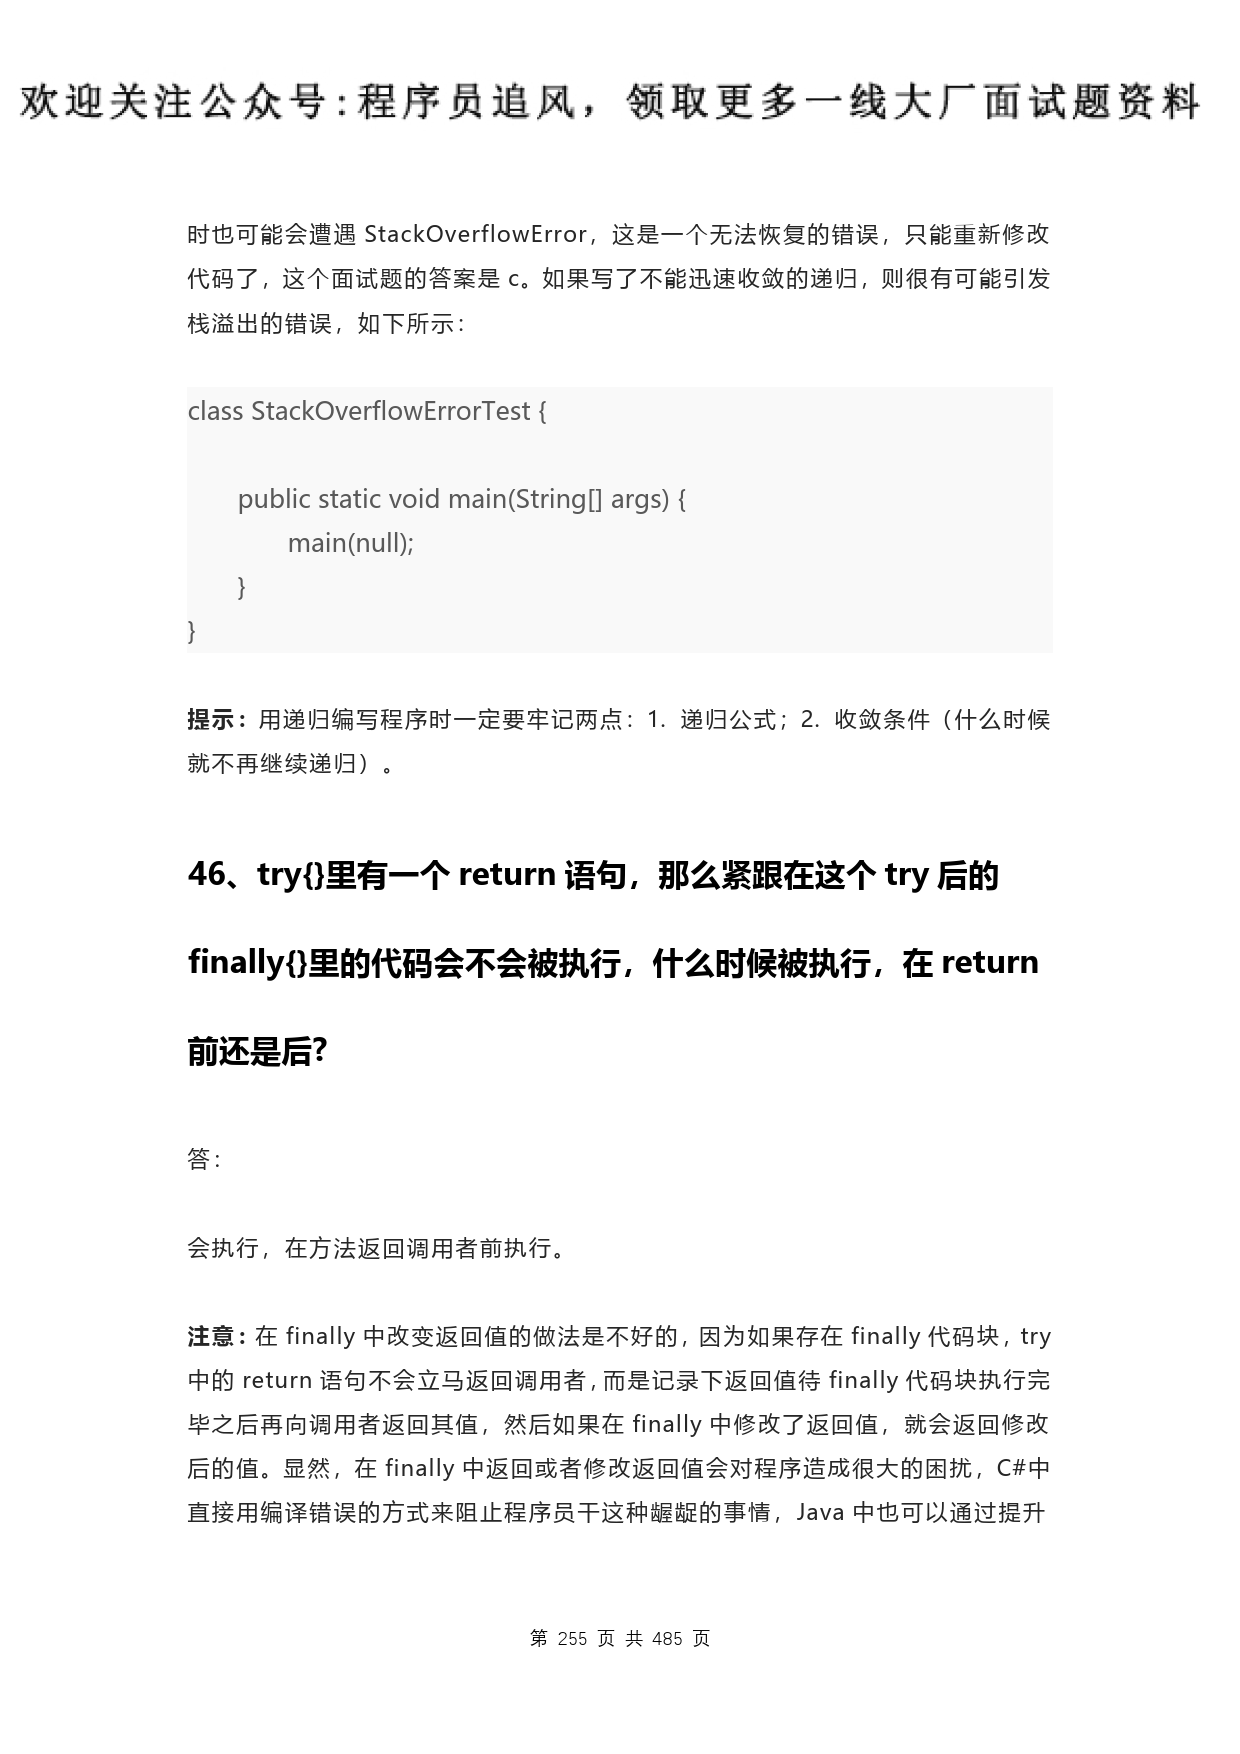 欢迎关注公众号:程序员追风，领取更多一线大厂面试题资料
时也可能会遭遇 StackOverflowError，这是一个无法恢复的错误，只能重新修改
代码了，这个面试题的答案是 c。如果写了不能迅速收敛的递归，则很有可能引发
栈溢出的错误，如下所示：
class StackOverflowErrorTest {
public static void main(String[] args) {
main(null);
}
}
提示：用递归编写程序时一定要牢记两点：1. 递归公式；2. 收敛条件（什么时候
就不再继续递归）。
46、try{}里有一个 return 语句，那么紧跟在这个 try 后的
finally{}里的代码会不会被执行，什么时候被执行，在 return
前还是后?
答：
会执行，在方法返回调用者前执行。
注意：在 finally 中改变返回值的做法是不好的，因为如果存在 finally 代码块，try
中的 return 语句不会立马返回调用者，而是记录下返回值待 finally 代码块执行完
毕之后再向调用者返回其值，然后如果在 finally 中修改了返回值，就会返回修改
后的值。显然，在 finally 中返回或者修改返回值会对程序造成很大的困扰，C#中
直接用编译错误的方式来阻止程序员干这种龌龊的事情，Java 中也可以通过提升
第 255 页 共 485 页